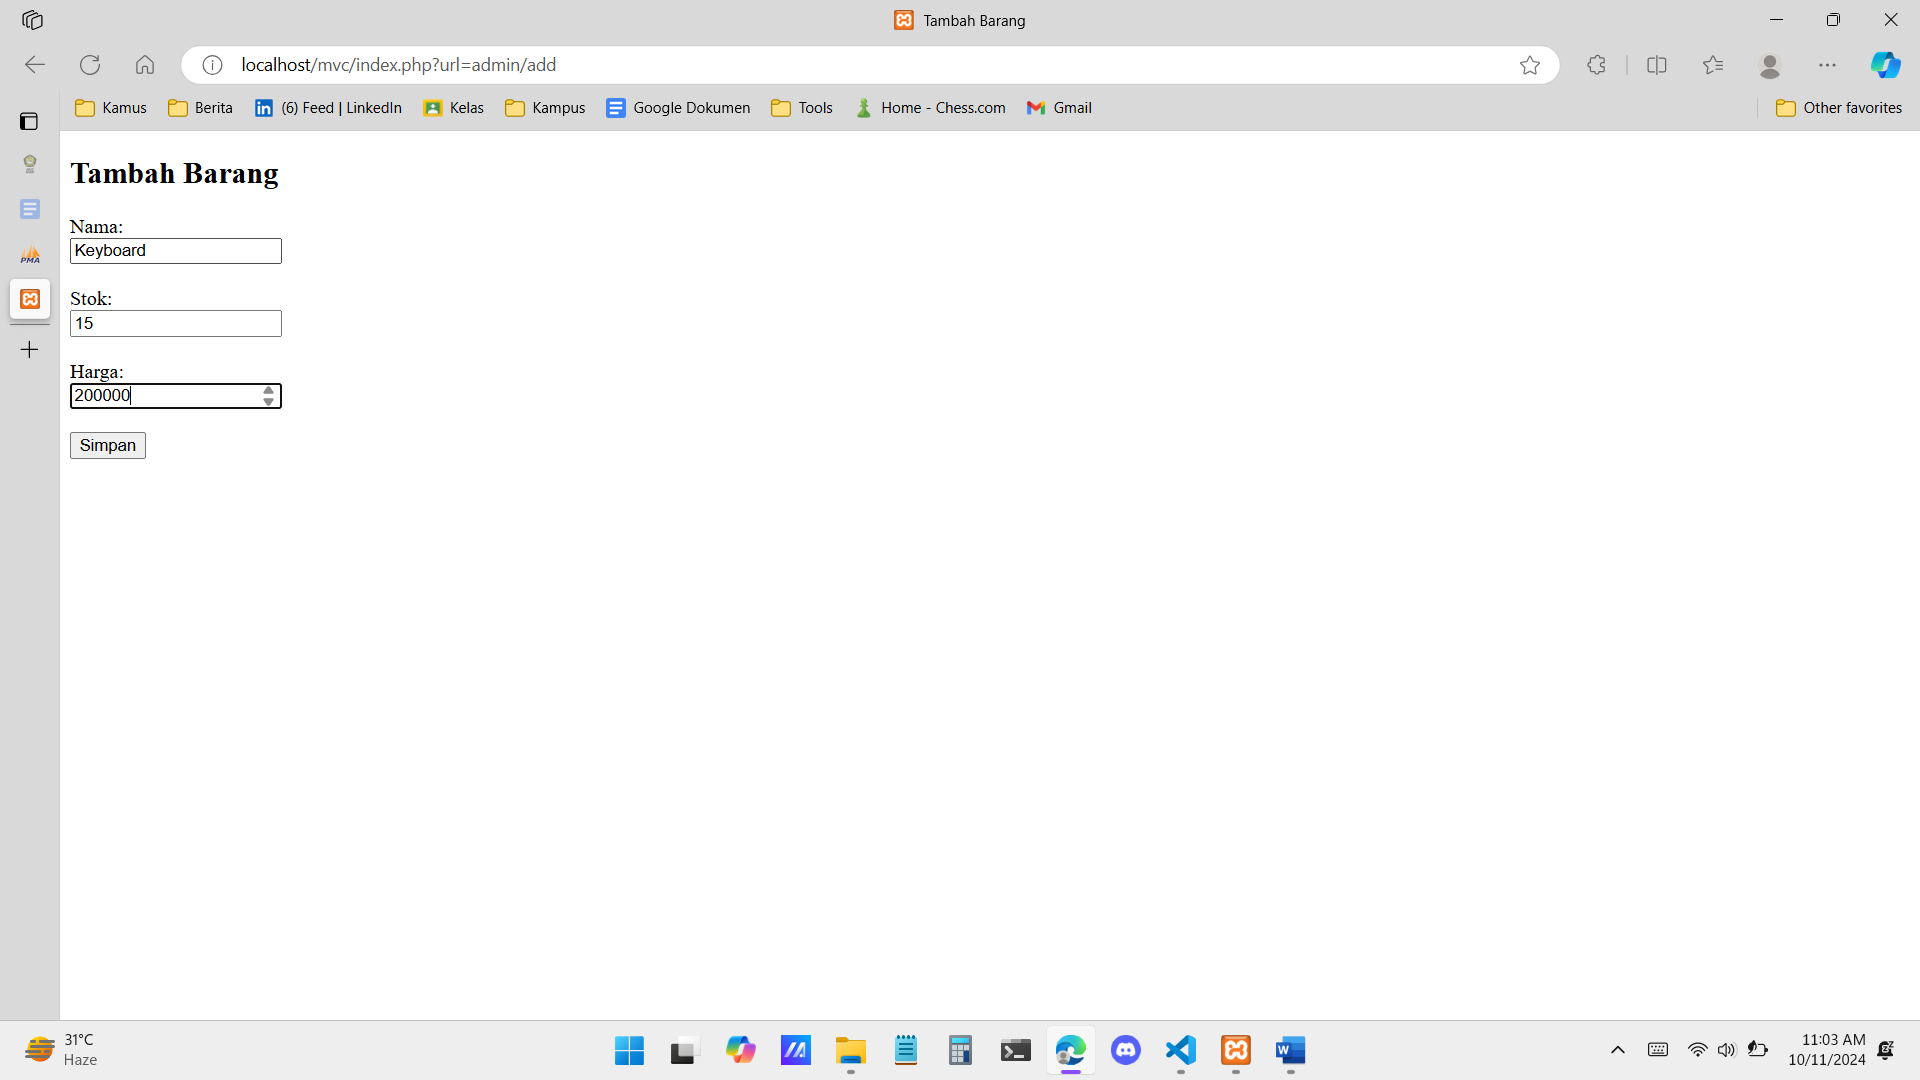 Tambah Barang
localhost/mvc/index.php?url=admin/add
Kamus
Berita
(6) Feed | LinkedIn
Kelas
Kampus
Google Dokumen
Tools
Home - Chess.com
Gmail
Other favorites
PMA
Tambah Barang
Nama:
Keyboard
Stok:
15
Harga:
200000
Simpan
31°C
Haze
11:03 AM
10/11/2024